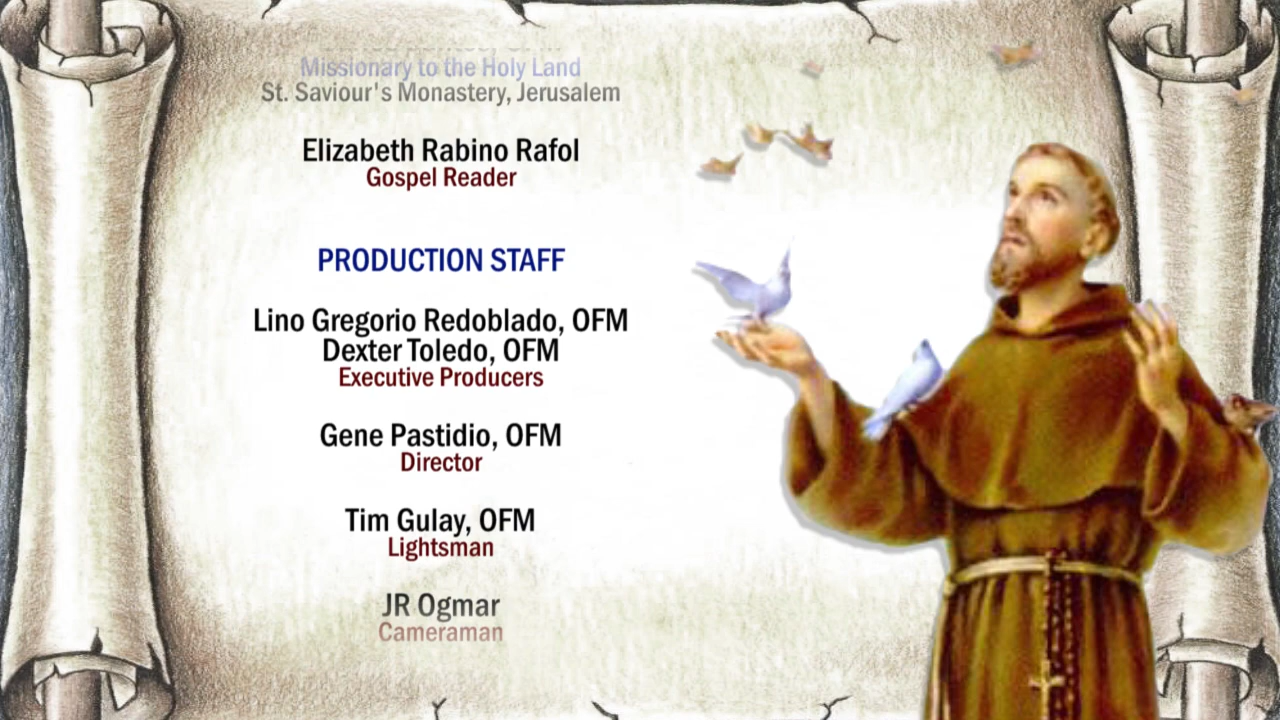 Missionary to the Holy Land
St. Saviour's Monastery, Jerusalem
Elizabeth Rabino Rafol
Gospel Reader
PRODUCTION STAFF
Lino Gregorio Redoblado, OFM
Dexter Toledo, OFM
Executive Producers
Gene Pastidio, OFM
Director
Tim Gulay, OFM
Lightsman
JR Ogmar
Cameraman